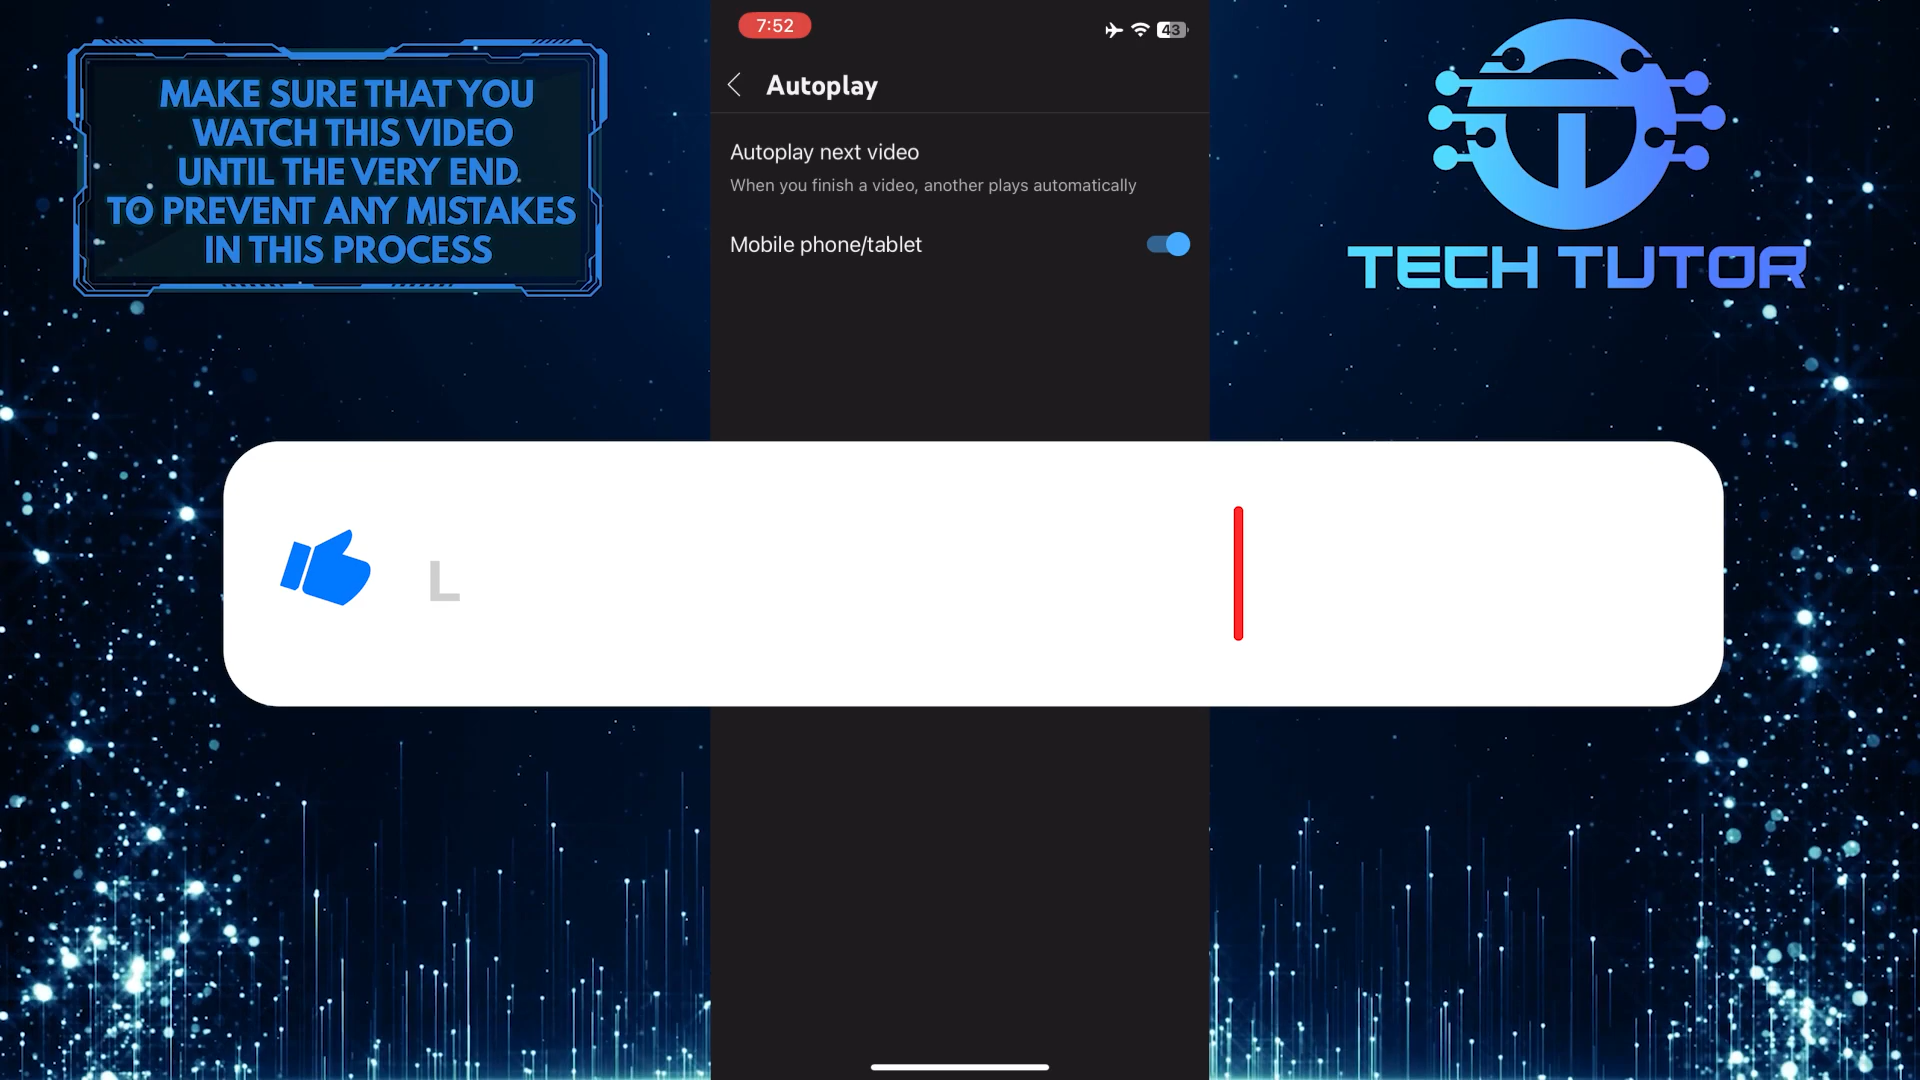 MAKE SURE THAT YOU
WATCH THIS VIDEO
UNTIL THE VERY END
TO PREVENT ANY MISTAKES
IN THIS PROCESS
7:52
43
Autoplay
Autoplay next video
When you finish a video, another plays automatically
Mobile phone/tablet
TECH TUTOR
L